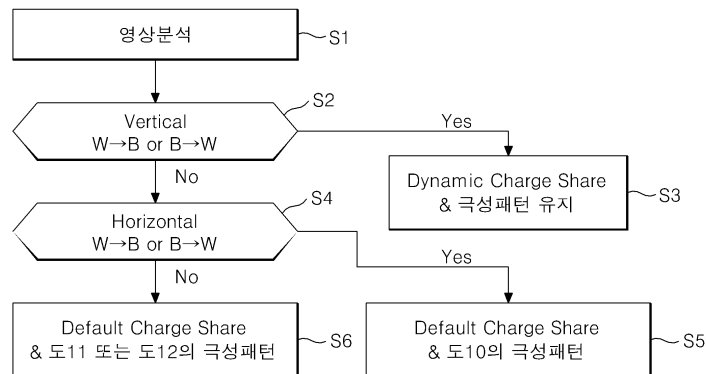 영상분석
S1
Vertical
W→B or B→W
S2
Yes
Dynamic Charge Share
& 극성패턴 유지
S3
No
Horizontal
W→B or B→W
S4
Yes
No
Default Charge Share
& 도11 또는 도12의 극성패턴
S6
Default Charge Share
& 도10의 극성패턴
S5